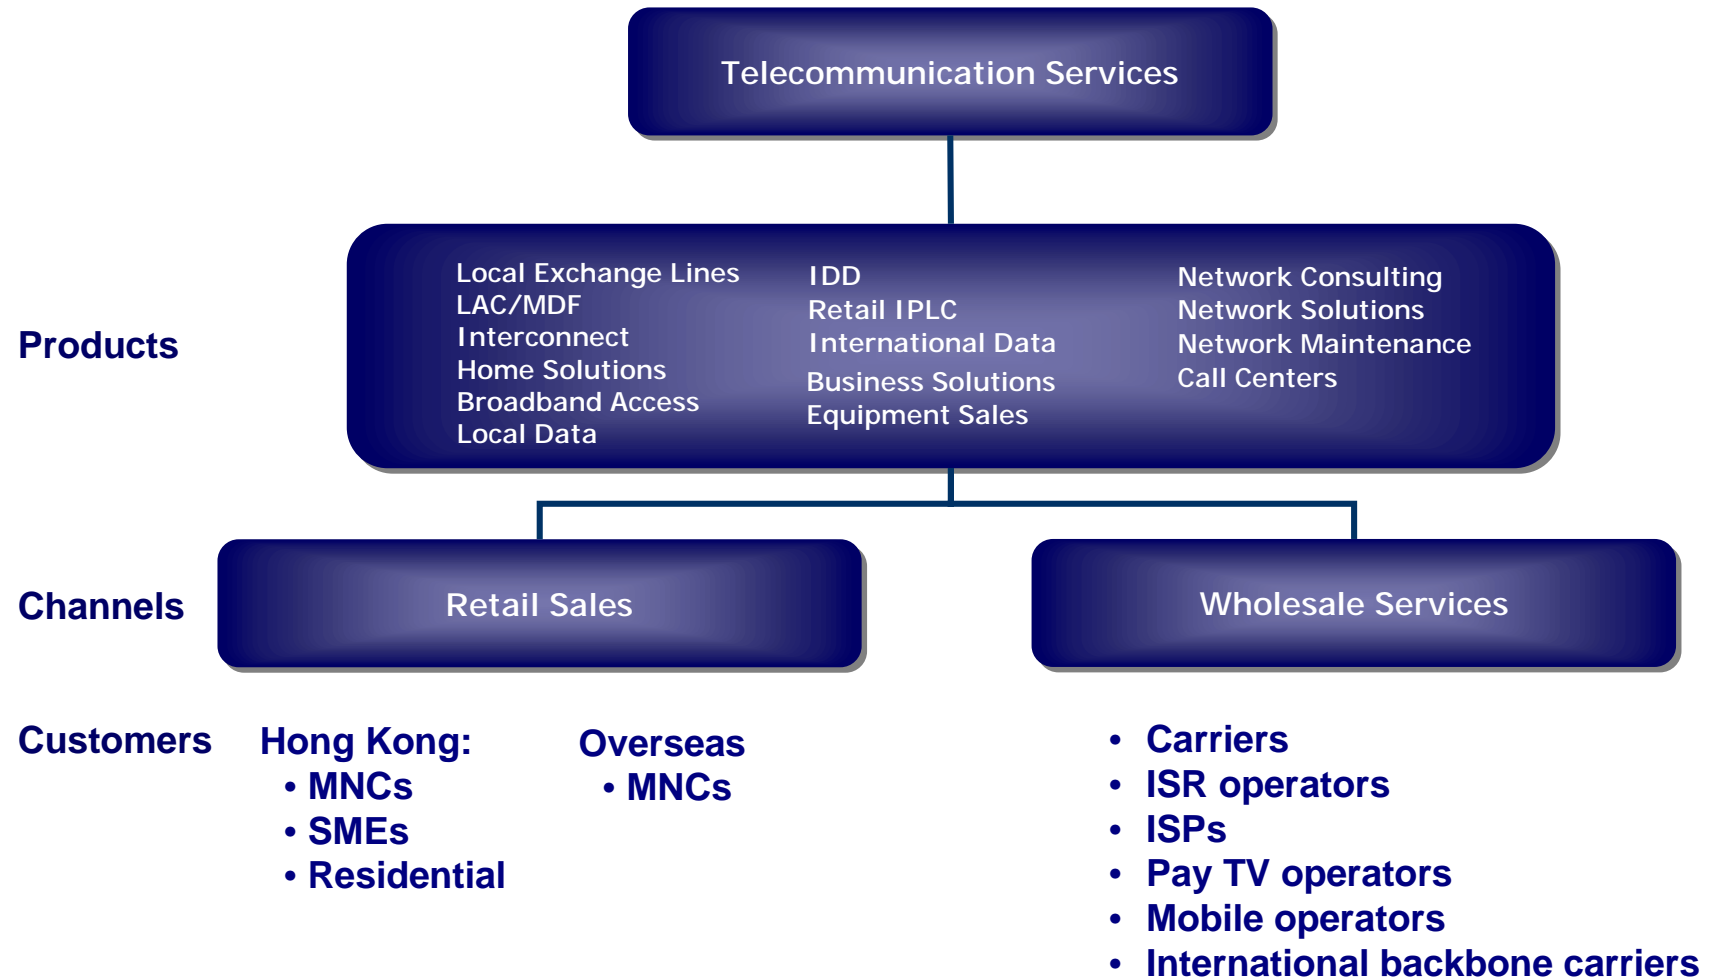 Telecommunication Services
Products
Local Exchange Lines
LAC/MDF
Interconnect
Home Solutions
Broadband Access
Local Data
IDD
Retail IPLC
International Data
Business Solutions
Equipment Sales
Network Consulting
Network Solutions
Network Maintenance
Call Centers
Channels
Retail Sales
Wholesale Services
Customers
Hong Kong:
• MNCs
• SMEs
• Residential
Overseas
• MNCs
• Carriers
• ISR operators
• ISPs
• Pay TV operators
• Mobile operators
• International backbone carriers